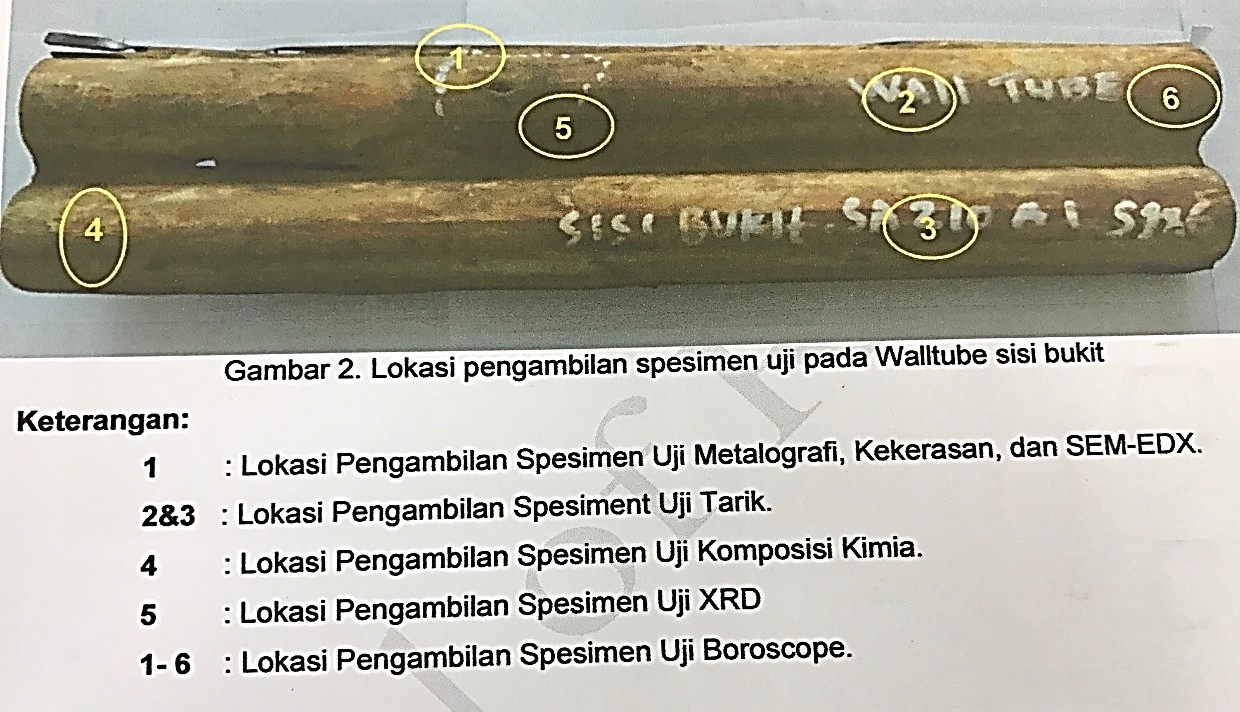 1
WALL TUBE
2
6
5
4
SISI BUKIT
3
Gambar 2. Lokasi pengambilan spesimen uji pada Walltube sisi bukit
Keterangan:
1 : Lokasi Pengambilan Spesimen Uji Metalografi, Kekerasan, dan SEM-EDX.
2&3 : Lokasi Pengambilan Spesiment Uji Tarik.
4 : Lokasi Pengambilan Spesimen Uji Komposisi Kimia.
5 : Lokasi Pengambilan Spesimen Uji XRD
1- 6 : Lokasi Pengambilan Spesimen Uji Boroscope.